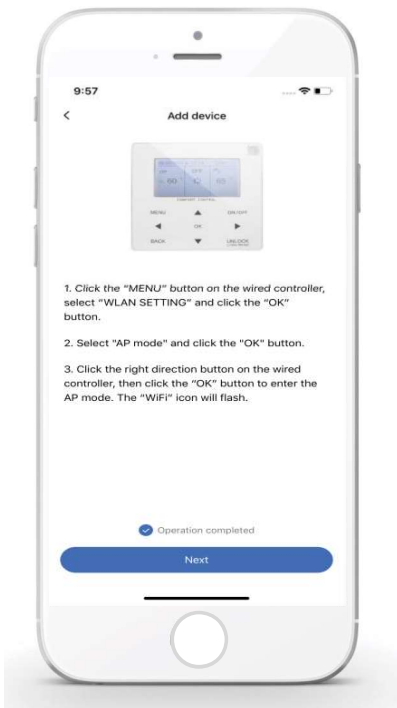 9:57
Add device
COMFORT CONTROL
MENU
ON/OFF
OK
BACK
UNLOCK
1. Click the "MENU" button on the wired controller,
select "WLAN SETTING" and click the "OK"
button.
2. Select "AP mode" and click the "OK" button.
3. Click the right direction button on the wired
controller, then click the "OK" button to enter the
AP mode. The "WiFi" icon will flash.
Operation completed
Next